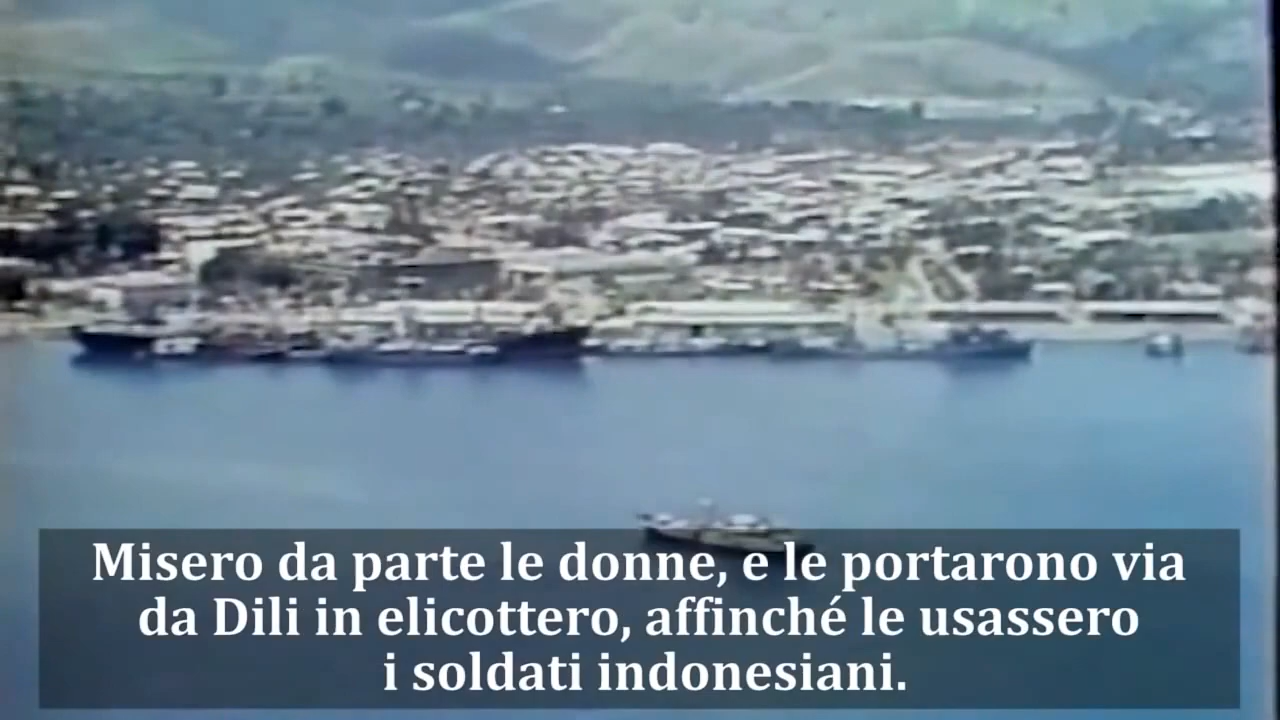 Misero da parte le donne, e le portarono via
da Dili in elicottero, affinché le usassero
i soldati indonesiani.